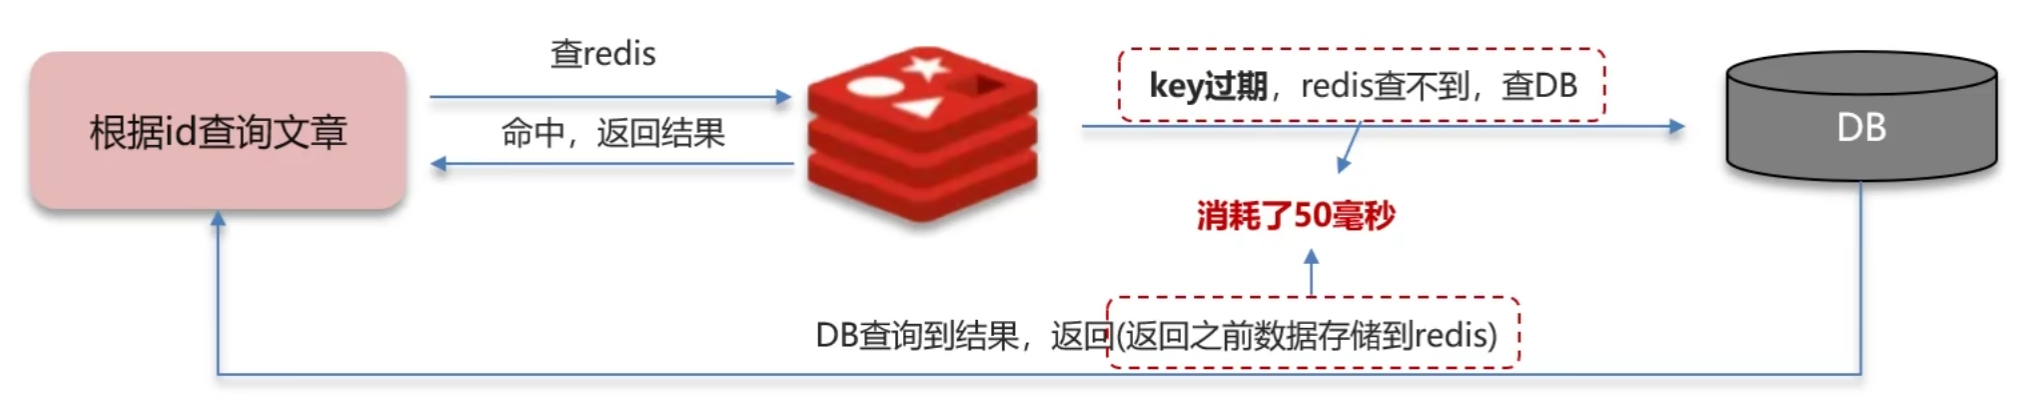 查redis
key过期，redis查不到，查DB
根据id查询文章
命中，返回结果
DB
消耗了50毫秒
DB查询到结果，返回(返回之前数据存储到redis)